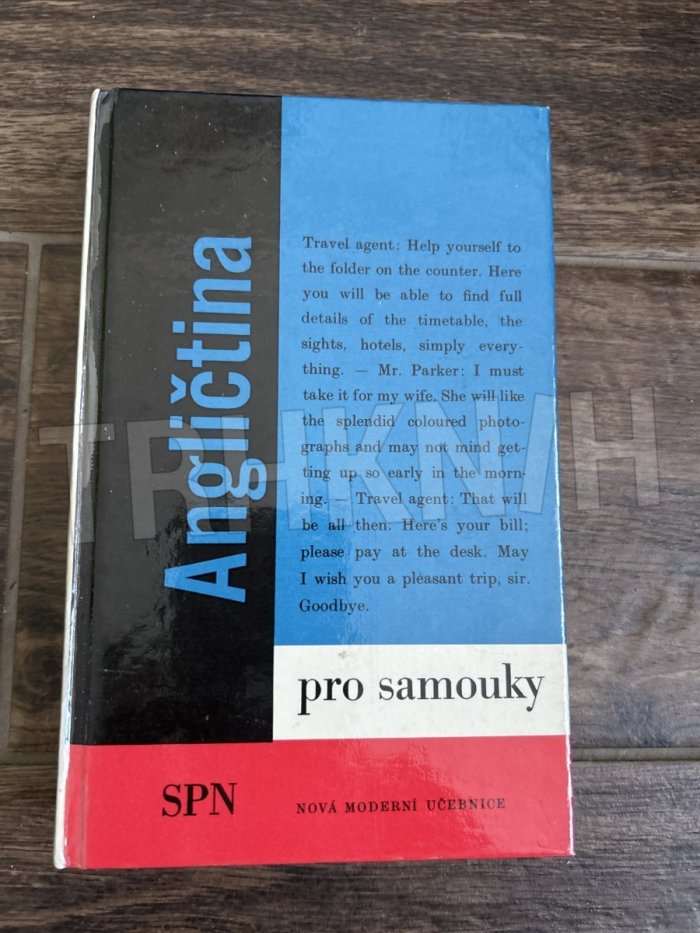 Angličtina
Travel agent: Help yourself to
the folder on the counter. Here
you will be able to find full
details of the timetable, the
sights, hotels, simply every-
thing. — Mr. Parker: I must
take it for my wife. She will like
the splendid coloured photo-
graphs and may not mind get-
ting up so early in the morn-
ing. — Travel agent: That will
be all then. Here's your bill;
please pay at the desk. May
I wish you a pleasant trip, sir.
Goodbye.
TRHKNIH
pro samouky
SPN
NOVÁ MODERNÍ UČEBNICE